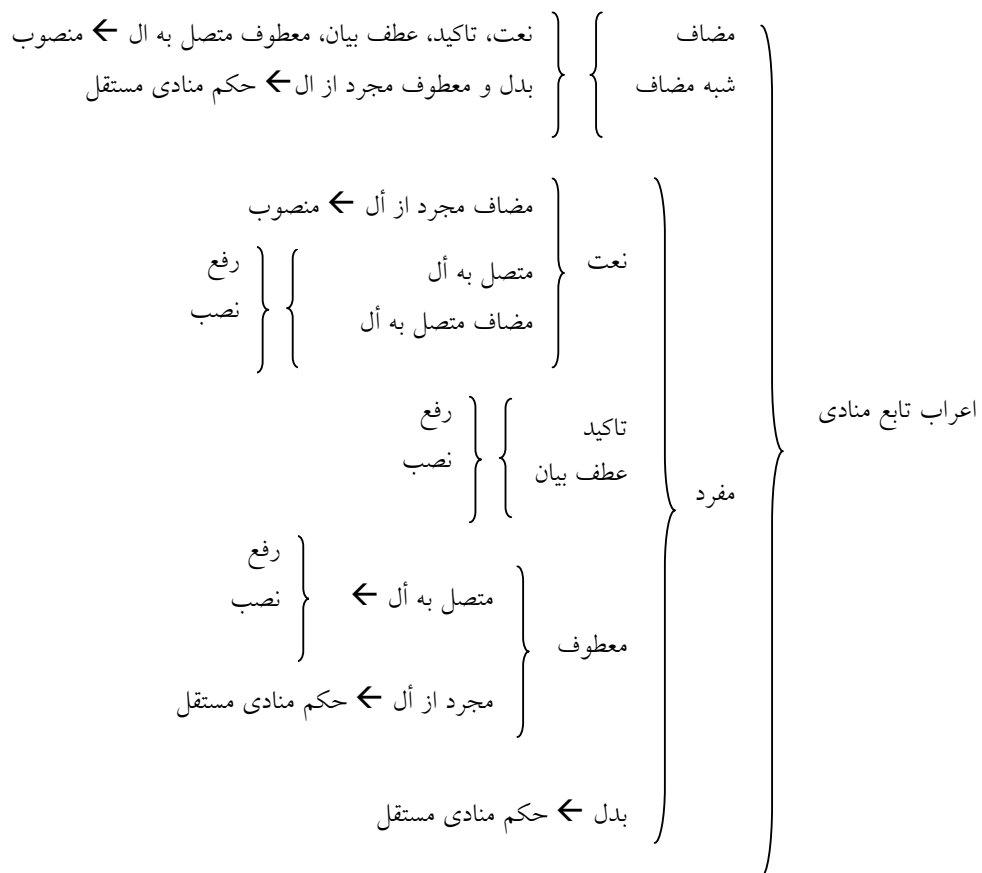 اعراب تابع منادی
مضاف
شبه مضاف
نعت، تاکید، عطف بیان، معطوف متصل به ال ← منصوب
بدل و معطوف مجرد از ال← حکم منادی مستقل
مفرد
نعت
مضاف مجرد از أل ← منصوب
متصل به أل
مضاف متصل به أل
رفع
نصب
تاکید
عطف بیان
رفع
نصب
معطوف
متصل به أل ←
رفع
نصب
مجرد از أل ← حکم منادی مستقل
بدل ← حکم منادی مستقل